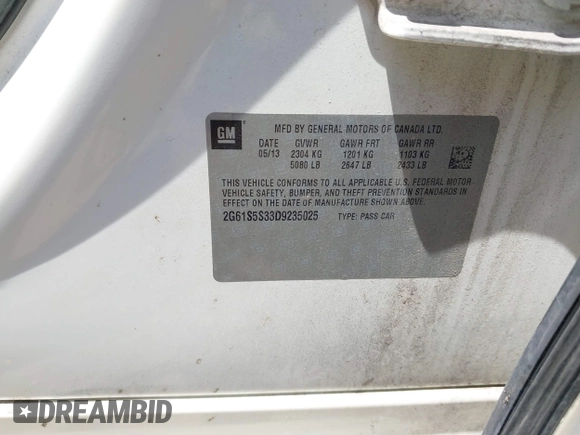 GM
MFD BY GENERAL MOTORS OF CANADA LTD.
DATE GVWR GAWR FRT GAWR RR
05/13 2304 KG 1201 KG 1103 KG
5080 LB 2647 LB 2433 LB
THIS VEHICLE CONFORMS TO ALL APPLICABLE U.S. FEDERAL MOTOR
VEHICLE SAFETY, BUMPER, AND THEFT PREVENTION STANDARDS IN
EFFECT ON THE DATE OF MANUFACTURE SHOWN ABOVE.
2G61S5S33D9235025 TYPE: PASS CAR
DREAMBID